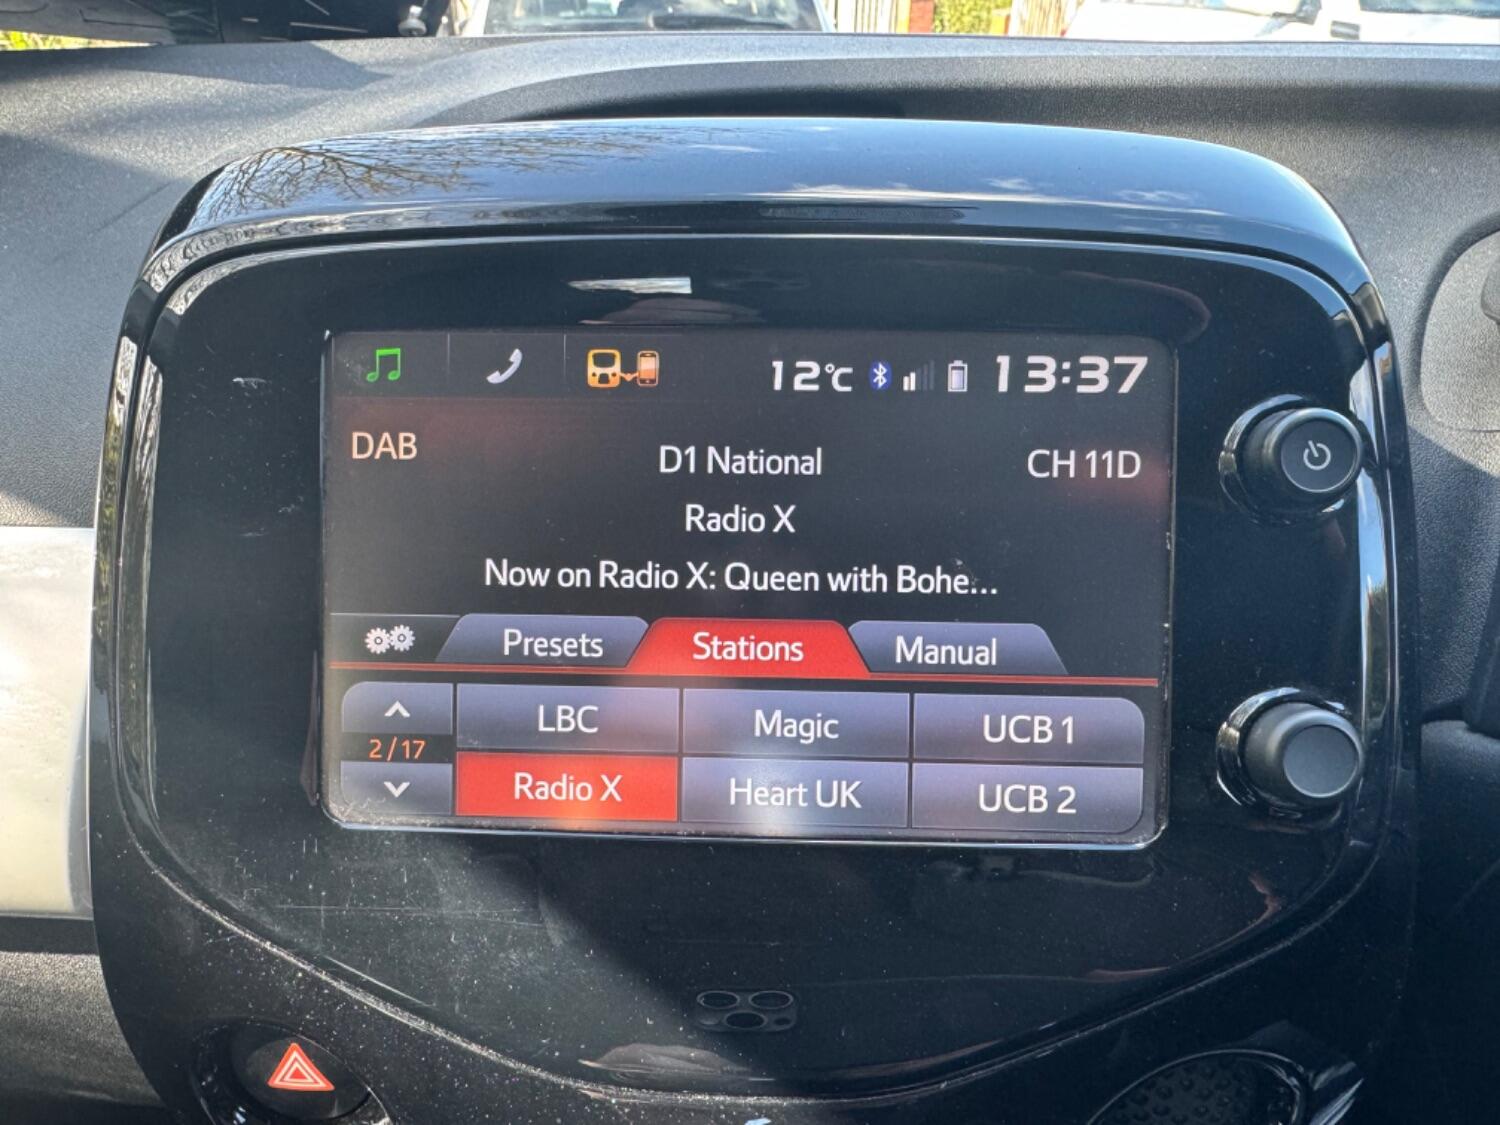 12°C 13:37
DAB D1 National CH 11D
Radio X
Now on Radio X: Queen with Bohe...
Presets Stations Manual
LBC Magic UCB 1
2/17
Radio X Heart UK UCB 2